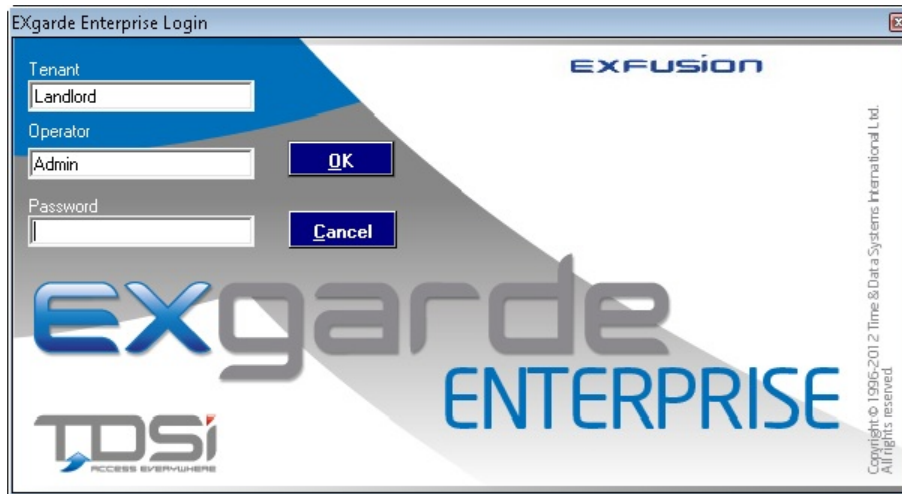 EXgarde Enterprise Login
EXFUSION
Tenant
Landlord
Operator
Admin
OK
Password
Cancel
EXgarde
ENTERPRISE
TDSi
ACCESS EVERYWHERE
Copyright © 1996-2012 Time & Data Systems International Ltd.
All rights reserved.